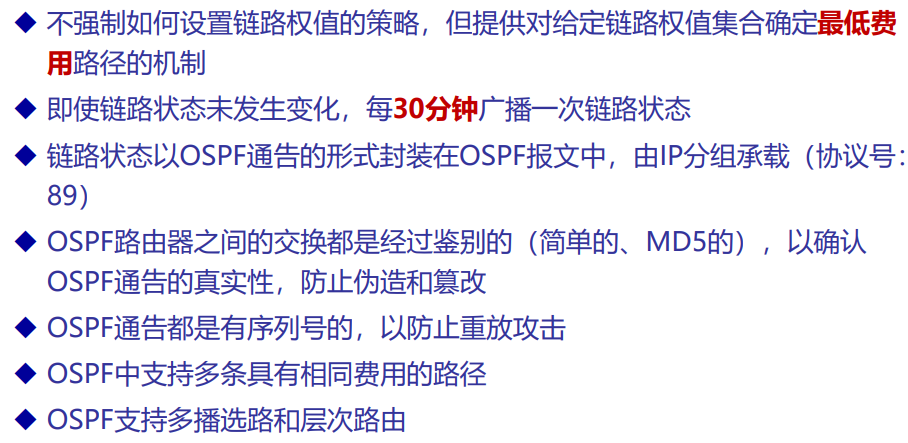 ◆ 不强制如何设置链路权值的策略，但提供对给定链路权值集合确定最低费
用路径的机制
◆ 即使链路状态未发生变化，每30分钟广播一次链路状态
◆ 链路状态以OSPF通告的形式封装在OSPF报文中，由IP分组承载（协议号：
89）
◆ OSPF路由器之间的交换都是经过鉴别的（简单的、MD5的），以确认
OSPF通告的真实性，防止伪造和篡改
◆ OSPF通告都是有序列号的，以防止重放攻击
◆ OSPF中支持多条具有相同费用的路径
◆ OSPF支持多播选路和层次路由